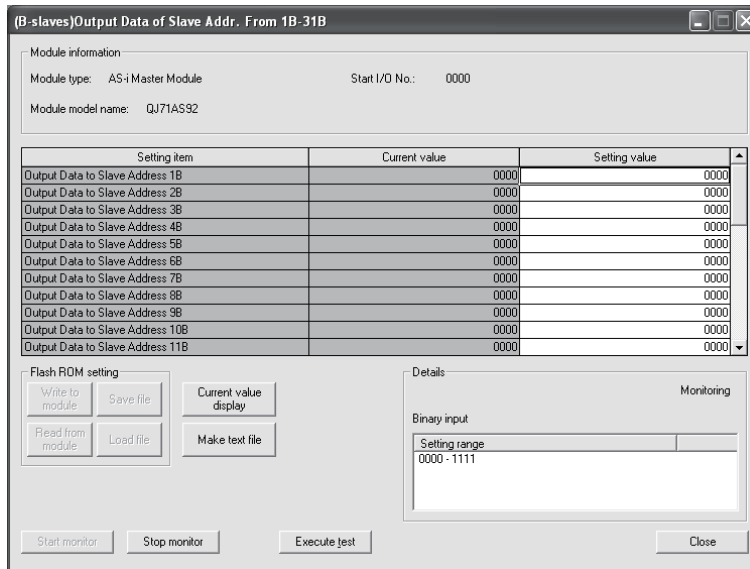 (B-slaves)Output Data of Slave Addr. From 1B-31B
Module information
Module type: AS-i Master Module Start I/O No.: 0000
Module model name: QJ71AS92
Setting item Current value Setting value
Output Data to Slave Address 1B 0000 0000
Output Data to Slave Address 2B 0000 0000
Output Data to Slave Address 3B 0000 0000
Output Data to Slave Address 4B 0000 0000
Output Data to Slave Address 5B 0000 0000
Output Data to Slave Address 6B 0000 0000
Output Data to Slave Address 7B 0000 0000
Output Data to Slave Address 8B 0000 0000
Output Data to Slave Address 9B 0000 0000
Output Data to Slave Address 10B 0000 0000
Output Data to Slave Address 11B 0000 0000
Flash ROM setting
Write to
module
Save file
Current value
display
Read from
module
Load file
Make text file
Details
Monitoring
Binary input
Setting range
0000 - 1111
Start monitor Stop monitor Execute test Close